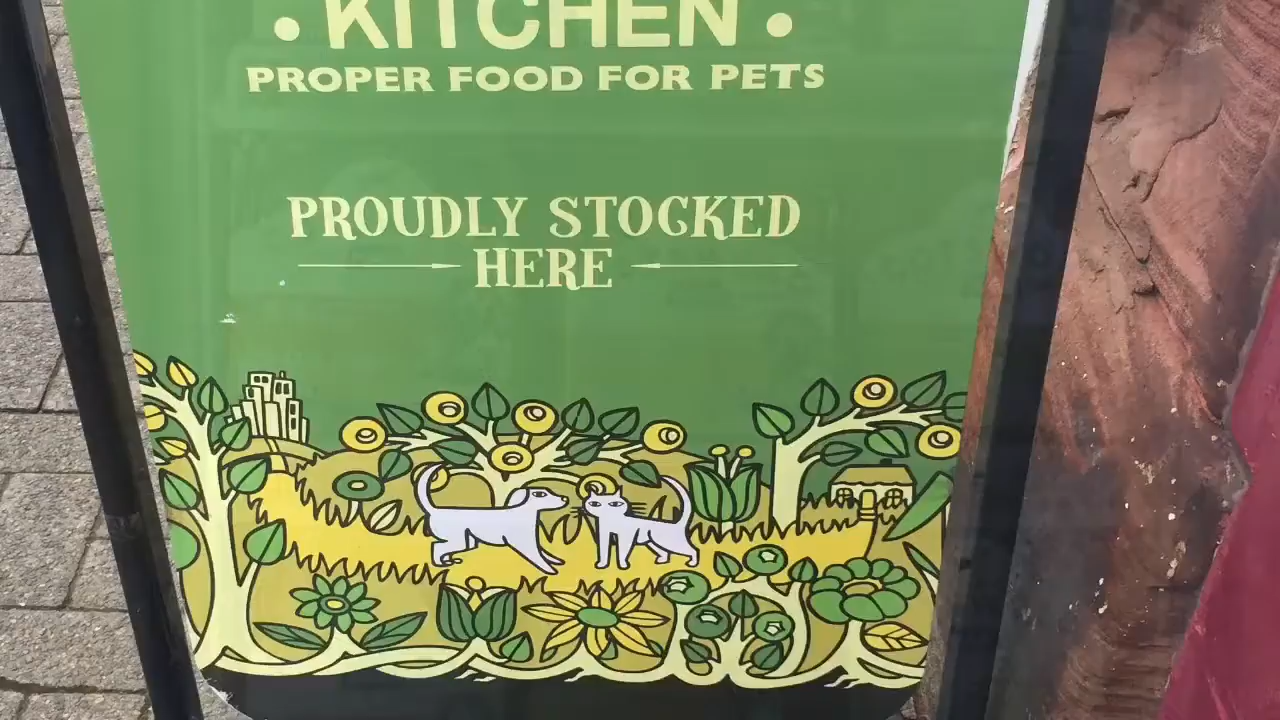 • KITCHEN •
PROPER FOOD FOR PETS
PROUDLY STOCKED
HERE